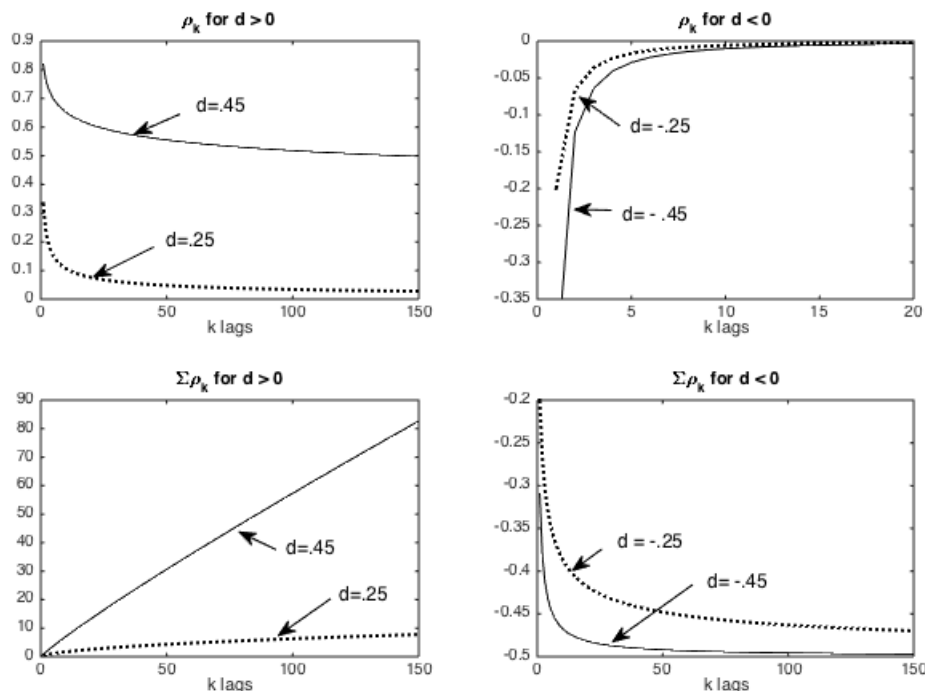 ρk for d > 0
0.9
0.8
0.7
0.6
0.5
0.4
0.3
0.2
0.1
0
d=.45
d=.25
0 50 100 150
k lags
ρk for d < 0
0
-0.05
-0.1
-0.15
-0.2
-0.25
-0.3
-0.35
d= -.25
d= - .45
0 5 10 15 20
k lags
Σρk for d > 0
90
80
70
60
50
40
30
20
10
0
d=.45
d=.25
0 50 100 150
k lags
Σρk for d < 0
-0.2
-0.25
-0.3
-0.35
-0.4
-0.45
-0.5
d = -.25
d= -.45
0 50 100 150
k lags